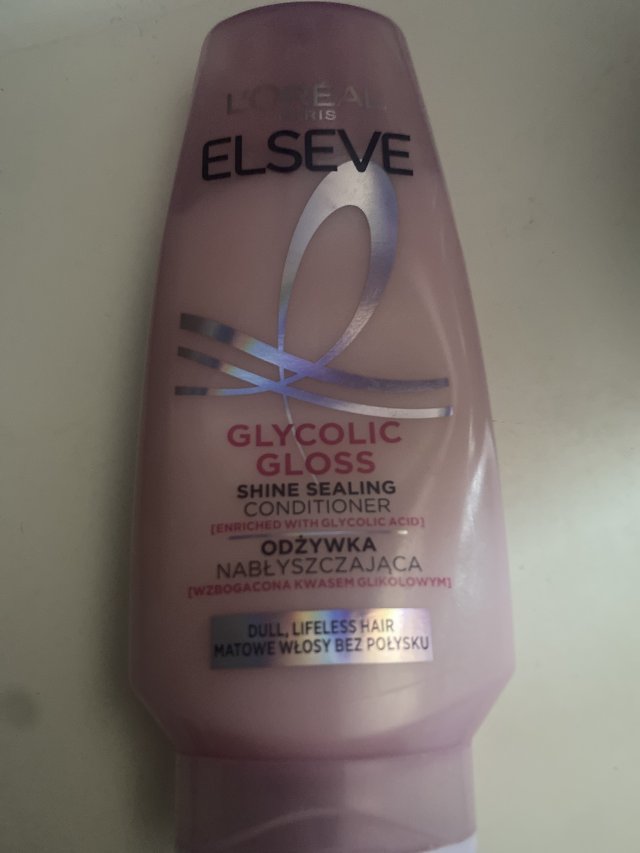 L'ORÉAL
PARIS
ELSEVE
GLYCOLIC
GLOSS
SHINE SEALING
CONDITIONER
[ENRICHED WITH GLYCOLIC ACID]
ODŻYWKA
NABŁYSZCZAJĄCA
[WZBOGACONA KWASEM GLIKOLOWYM]
DULL, LIFELESS HAIR
MATOWE WŁOSY BEZ POŁYSKU